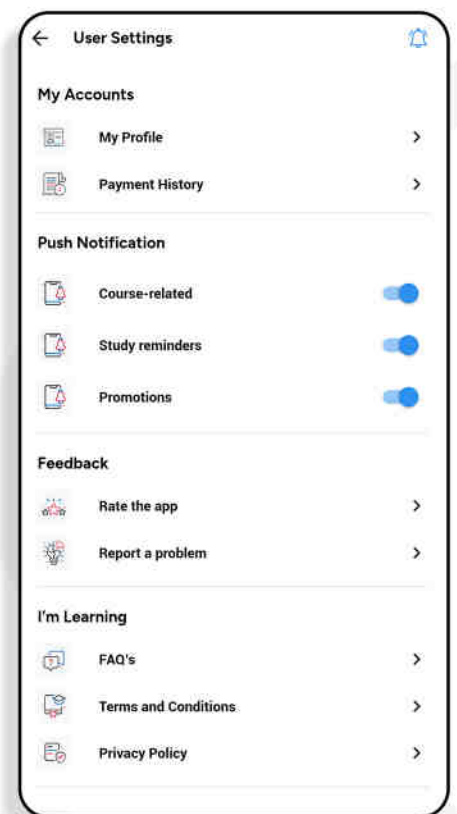 User Settings
My Accounts
My Profile
Payment History
Push Notification
Course-related
Study reminders
Promotions
Feedback
Rate the app
Report a problem
I'm Learning
FAQ's
Terms and Conditions
Privacy Policy